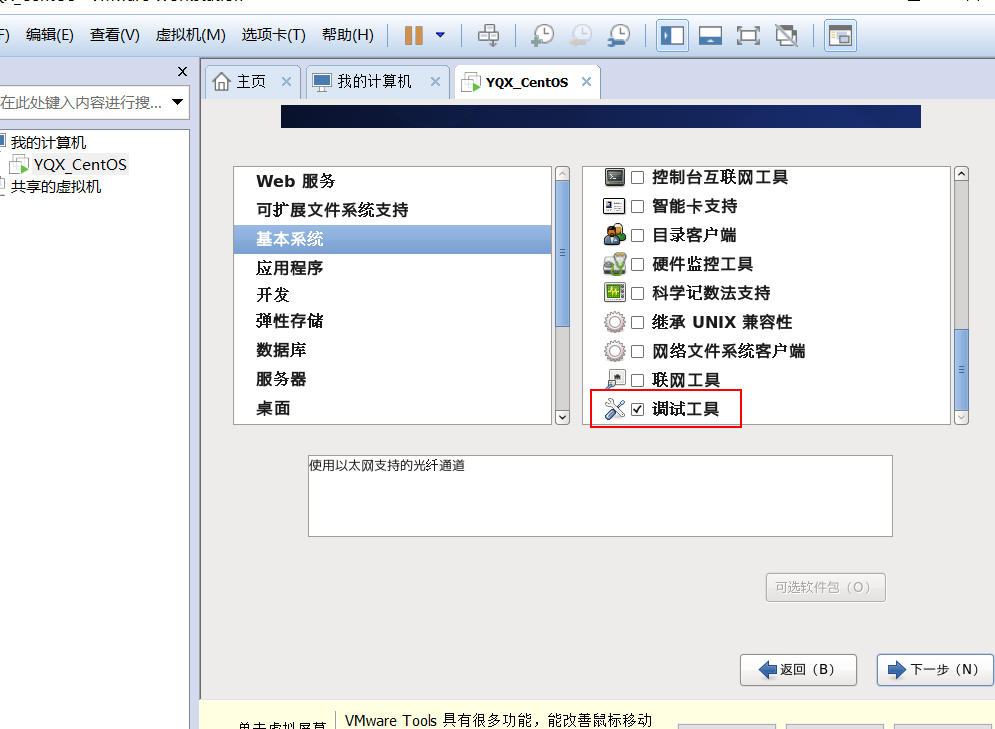 编辑(E) 查看(V) 虚拟机(M) 选项卡(T) 帮助(H)
主页 我的计算机 YQX_CentOS
在此处键入内容进行搜...
我的计算机
YQX_CentOS
共享的虚拟机
Web 服务
可扩展文件系统支持
基本系统
应用程序
开发
弹性存储
数据库
服务器
桌面
控制台互联网工具
智能卡支持
目录客户端
硬件监控工具
科学记数法支持
继承 UNIX 兼容性
网络文件系统客户端
联网工具
调试工具
使用以太网支持的光纤通道
可选软件包（O）
返回（B） 下一步（N）
单击虚拟屏幕
VMware Tools 具有很多功能，能改善鼠标移动